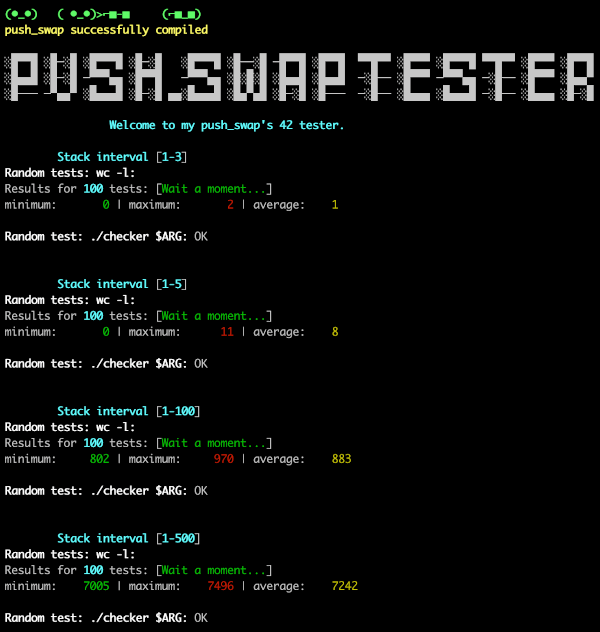 (●_●)   ( ●_●)>⌐■-■     (⌐■_■)
push_swap successfully compiled
PUSH_SWAP TESTER
Welcome to my push_swap's 42 tester.
Stack interval [1-3]
Random tests: wc -l:
Results for 100 tests: [Wait a moment...]
minimum:       0 | maximum:       2 | average:    1
Random test: ./checker $ARG: OK
Stack interval [1-5]
Random tests: wc -l:
Results for 100 tests: [Wait a moment...]
minimum:       0 | maximum:      11 | average:    8
Random test: ./checker $ARG: OK
Stack interval [1-100]
Random tests: wc -l:
Results for 100 tests: [Wait a moment...]
minimum:     802 | maximum:     970 | average:    883
Random test: ./checker $ARG: OK
Stack interval [1-500]
Random tests: wc -l:
Results for 100 tests: [Wait a moment...]
minimum:    7005 | maximum:    7496 | average:    7242
Random test: ./checker $ARG: OK